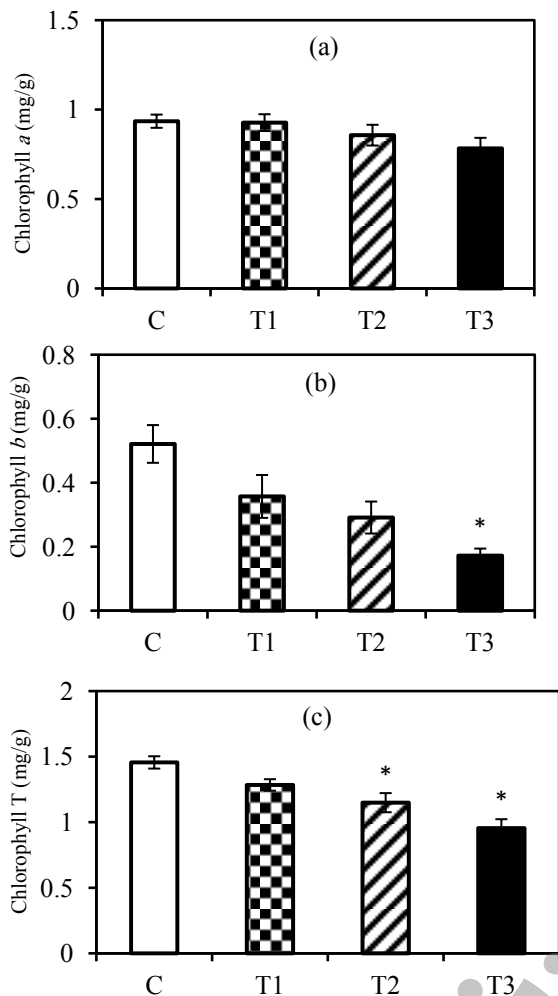 1.5
(a)
1
0.5
0
Chlorophyll a (mg/g)
C T1 T2 T3
0.8
(b)
0.6
0.4
*
0.2
0
Chlorophyll b (mg/g)
C T1 T2 T3
2
(c)
1.5
* *
1
0.5
0
Chlorophyll T (mg/g)
C T1 T2 T3